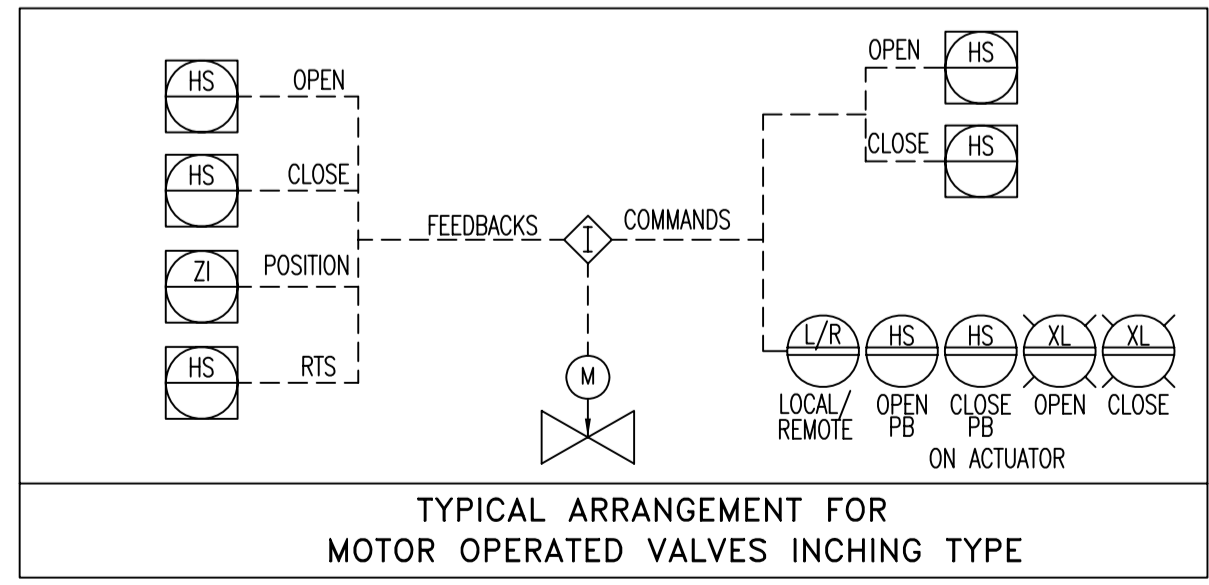 HS OPEN
HS CLOSE
ZI POSITION
HS RTS
FEEDBACKS
I
COMMANDS
M
OPEN HS
CLOSE HS
L/R HS HS XL XL
LOCAL/ OPEN CLOSE OPEN CLOSE
REMOTE PB PB
ON ACTUATOR
TYPICAL ARRANGEMENT FOR
MOTOR OPERATED VALVES INCHING TYPE